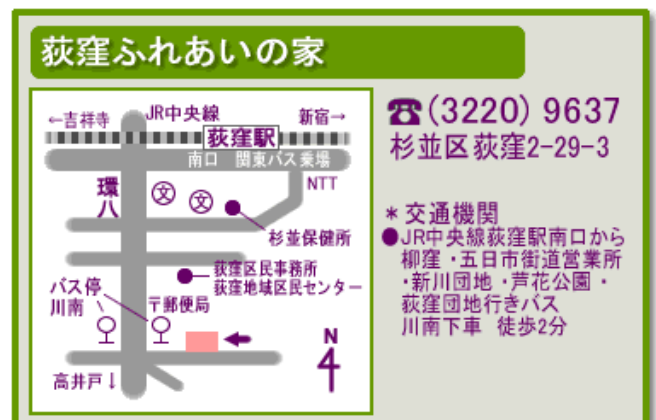 荻窪ふれあいの家
←吉祥寺
JR中央線
新宿→
荻窪駅
南口 関東バス乗場
NTT
環八
文
文
杉並保健所
荻窪区民事務所
荻窪地域区民センター
バス停
川南
〒郵便局
N
高井戸↓
☎(3220) 9637
杉並区荻窪2-29-3
*交通機関
●JR中央線荻窪駅南口から
柳窪・五日市街道営業所
・新川団地・芦花公園・
荻窪団地行きバス
川南下車 徒歩2分